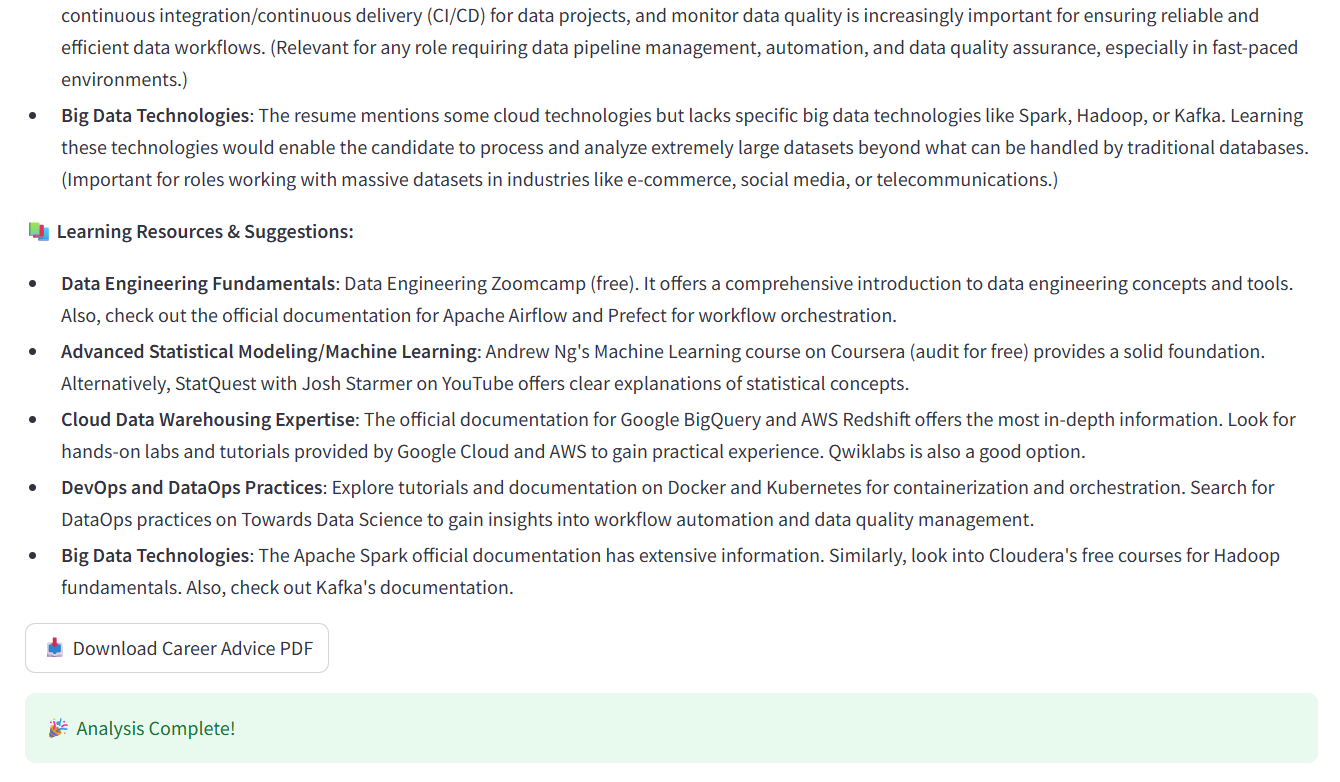 continuous integration/continuous delivery (CI/CD) for data projects, and monitor data quality is increasingly important for ensuring reliable and
efficient data workflows. (Relevant for any role requiring data pipeline management, automation, and data quality assurance, especially in fast-paced
environments.)
• Big Data Technologies: The resume mentions some cloud technologies but lacks specific big data technologies like Spark, Hadoop, or Kafka. Learning
these technologies would enable the candidate to process and analyze extremely large datasets beyond what can be handled by traditional databases.
(Important for roles working with massive datasets in industries like e-commerce, social media, or telecommunications.)
📚 Learning Resources & Suggestions:
• Data Engineering Fundamentals: Data Engineering Zoomcamp (free). It offers a comprehensive introduction to data engineering concepts and tools.
Also, check out the official documentation for Apache Airflow and Prefect for workflow orchestration.
• Advanced Statistical Modeling/Machine Learning: Andrew Ng's Machine Learning course on Coursera (audit for free) provides a solid foundation.
Alternatively, StatQuest with Josh Starmer on YouTube offers clear explanations of statistical concepts.
• Cloud Data Warehousing Expertise: The official documentation for Google BigQuery and AWS Redshift offers the most in-depth information. Look for
hands-on labs and tutorials provided by Google Cloud and AWS to gain practical experience. Qwiklabs is also a good option.
• DevOps and DataOps Practices: Explore tutorials and documentation on Docker and Kubernetes for containerization and orchestration. Search for
DataOps practices on Towards Data Science to gain insights into workflow automation and data quality management.
• Big Data Technologies: The Apache Spark official documentation has extensive information. Similarly, look into Cloudera's free courses for Hadoop
fundamentals. Also, check out Kafka's documentation.
📥 Download Career Advice PDF
🎉 Analysis Complete!